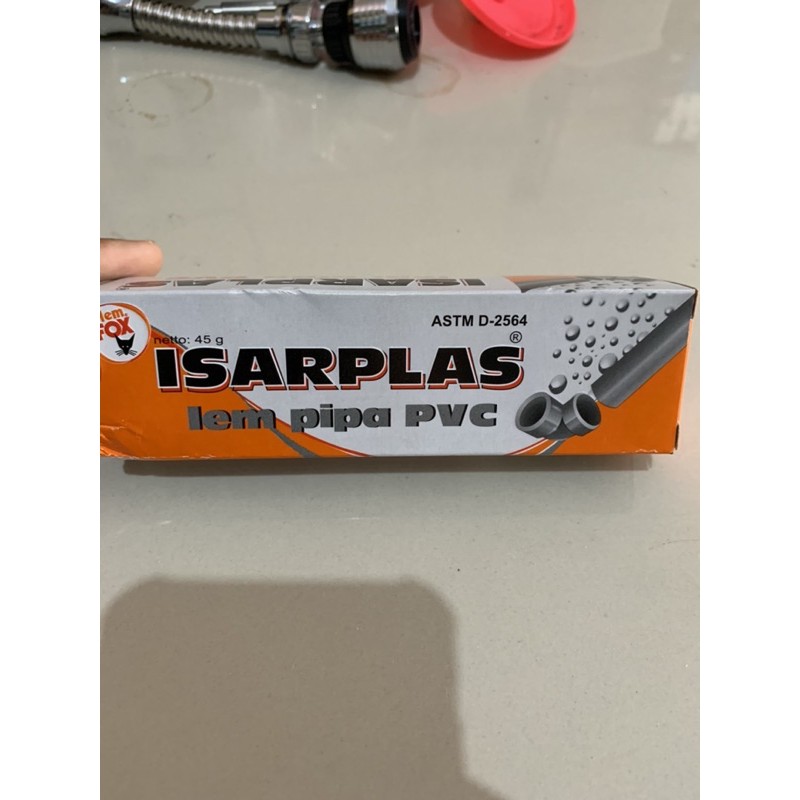 ISARPLAS
lem
FOX
netto: 45 g
ASTM D-2564
ISARPLAS®
lem pipa PVC